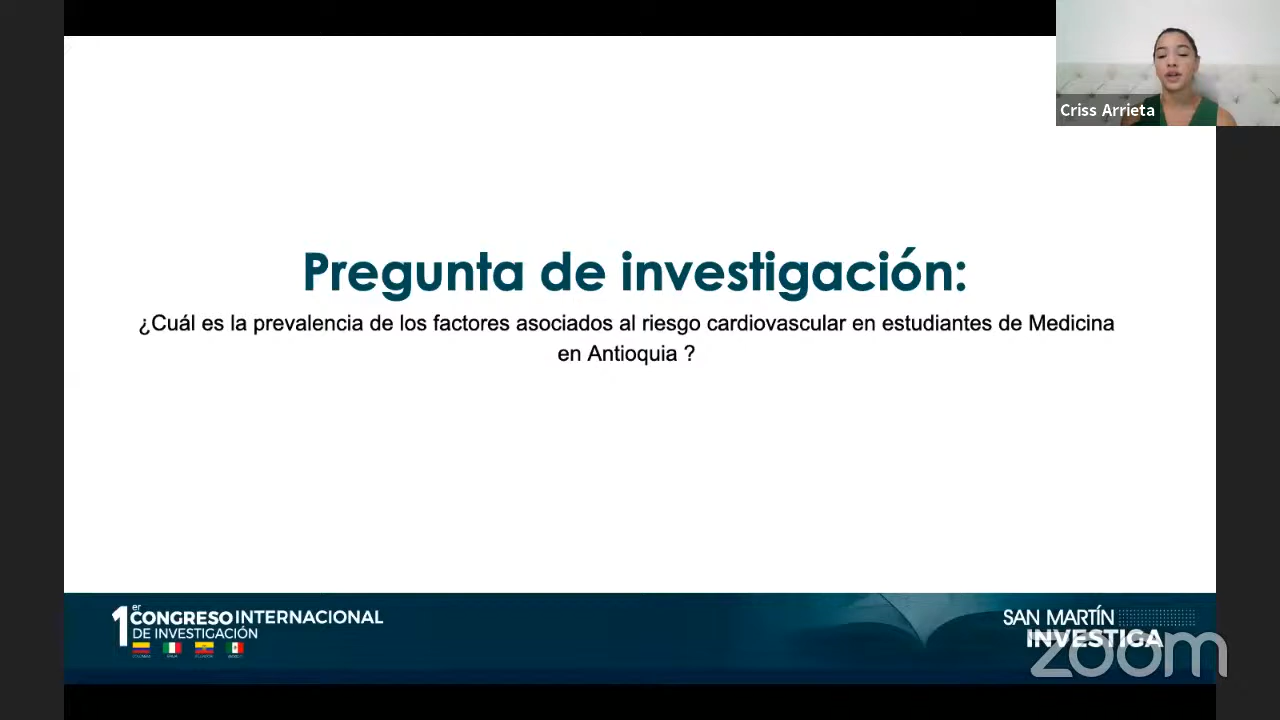 Criss Arrieta
Pregunta de investigación:
¿Cuál es la prevalencia de los factores asociados al riesgo cardiovascular en estudiantes de Medicina
en Antioquia ?
1er CONGRESO INTERNACIONAL
DE INVESTIGACIÓN
SAN MARTÍN
INVESTIGA
zoom